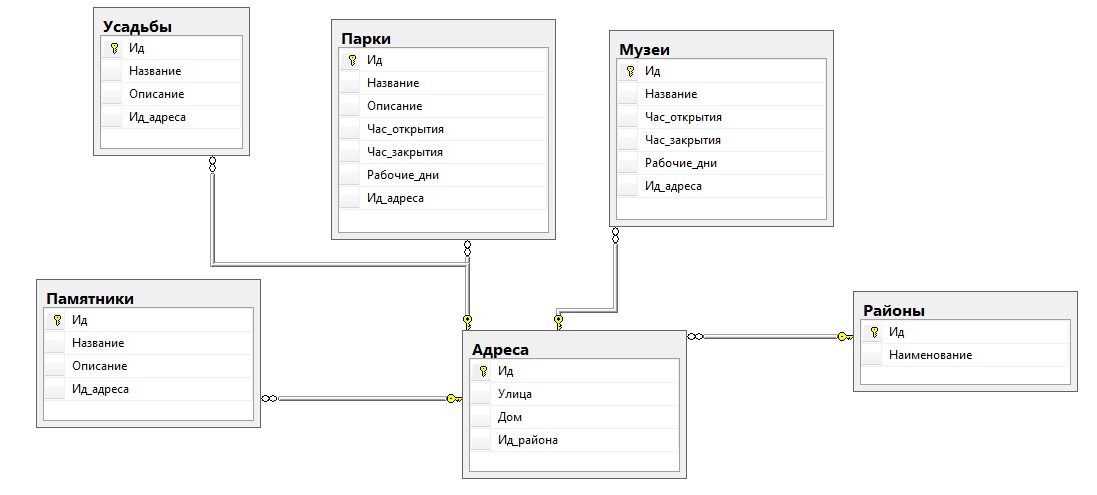 Усадьбы
Ид
Название
Описание
Ид_адреса
Парки
Ид
Название
Описание
Час_открытия
Час_закрытия
Рабочие_дни
Ид_адреса
Музеи
Ид
Название
Час_открытия
Час_закрытия
Рабочие_дни
Ид_адреса
Памятники
Ид
Название
Описание
Ид_адреса
Адреса
Ид
Улица
Дом
Ид_района
Районы
Ид
Наименование